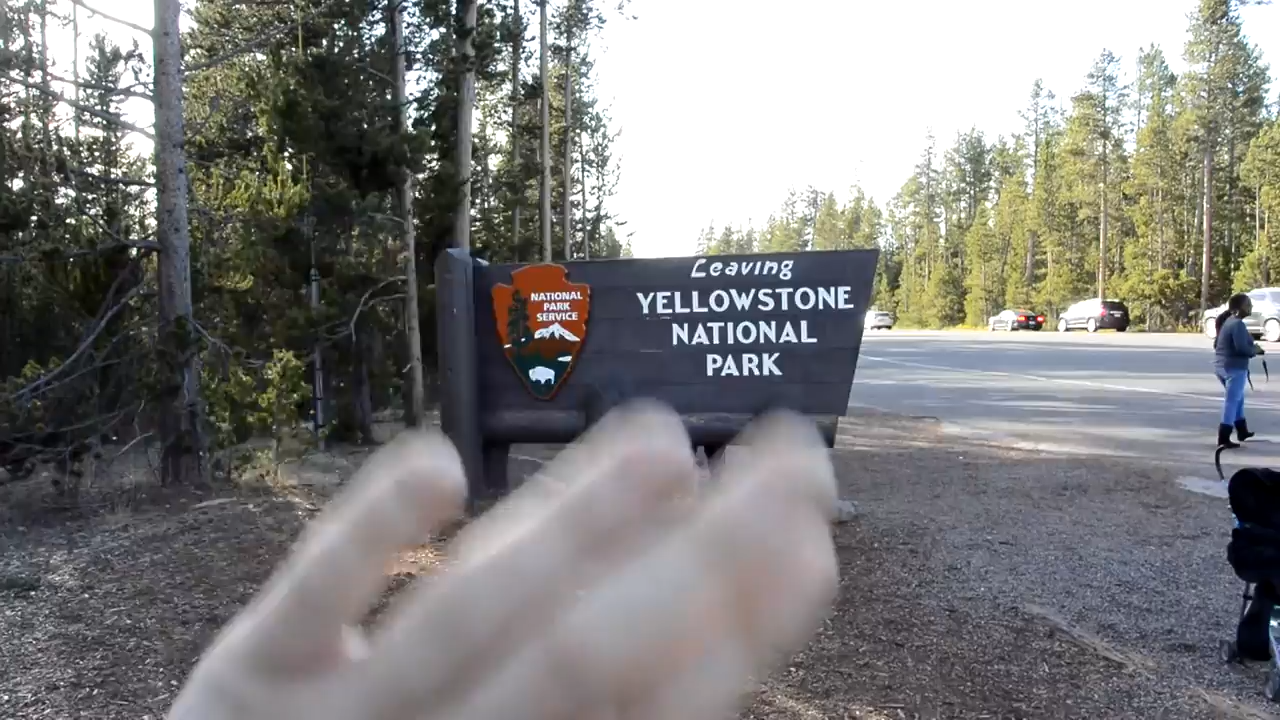 NATIONAL
PARK
SERVICE
Leaving
YELLOWSTONE
NATIONAL
PARK